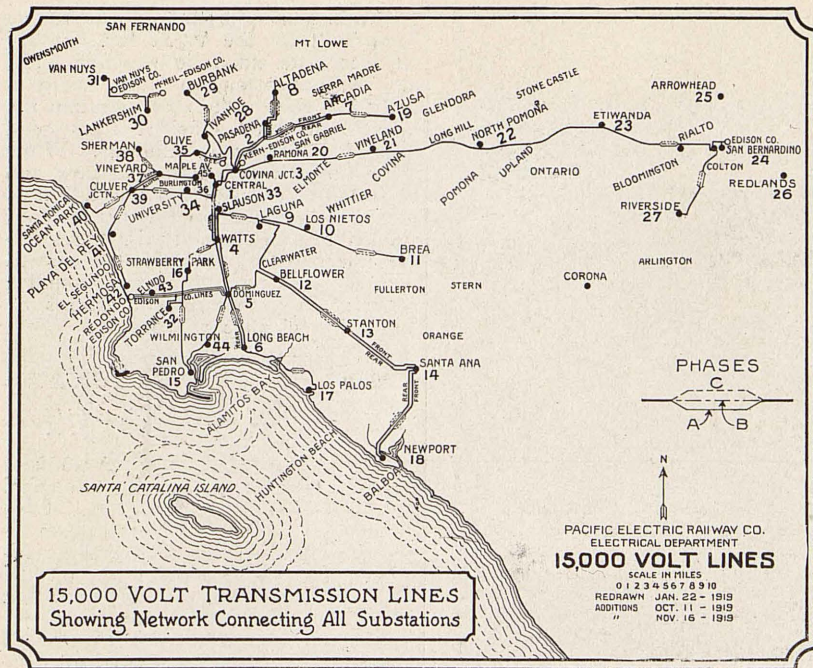 SAN FERNANDO
OWENSMOUTH
MT LOWE
VAN NUYS
31
VAN NUYS
EDISON CO.
McNEIL-EDISON CO.
BURBANK
29
ALTADENA
8
SIERRA MADRE
ARCADIA
7
AZUSA
19
GLENDORA
STONE CASTLE
ARROWHEAD
25
LANKERSHIM
30
IVANHOE
28
PASADENA
2
FRONT
REAR
KERN-EDISON CO.
SAN GABRIEL
LONG HILL
NORTH POMONA
22
ETIWANDA
23
RIALTO
EDISON CO.
SAN BERNARDINO
24
SHERMAN
38
OLIVE
35
RAMONA 20
VINELAND
21
COVINA
POMONA
UPLAND
ONTARIO
BLOOMINGTON
COLTON
REDLANDS
26
VINEYARD
37
MAPLE AV.
45
COVINA JCT. 3
EL MONTE
CULVER
JCTN.
39
BURLINGTON
36
CENTRAL
1
UNIVERSITY
34
SLAUSON 33
WHITTIER
RIVERSIDE
27
SANTA MONICA
OCEAN PARK
40
LAGUNA
9
LOS NIETOS
10
WATTS
4
BREA
11
PLAYA DEL REY
41
STRAWBERRY PARK
16
CLEARWATER
BELLFLOWER
12
FULLERTON
STERN
CORONA
ARLINGTON
EL SEGUNDO
HERMOSA
42
REDONDO
EDISON CO.
EL NIDO
43
EDISON CO. LINES
DOMINGUEZ
5
TORRANCE
32
WILMINGTON
44
REAR
LONG BEACH
6
STANTON
13
FRONT
REAR
ORANGE
SAN
PEDRO
15
SANTA ANA
14
LOS PALOS
17
REAR
FRONT
ALAMITOS BAY
HUNTINGTON BEACH
NEWPORT
18
BALBOA
SANTA CATALINA ISLAND
PHASES
C
A
B
N
PACIFIC ELECTRIC RAILWAY CO.
ELECTRICAL DEPARTMENT
15,000 VOLT LINES
SCALE IN MILES
0 1 2 3 4 5 6 7 8 9 10
REDRAWN JAN. 22 - 1919
ADDITIONS OCT. 11 - 1919
" NOV. 16 - 1919
15,000 VOLT TRANSMISSION LINES
Showing Network Connecting All Substations